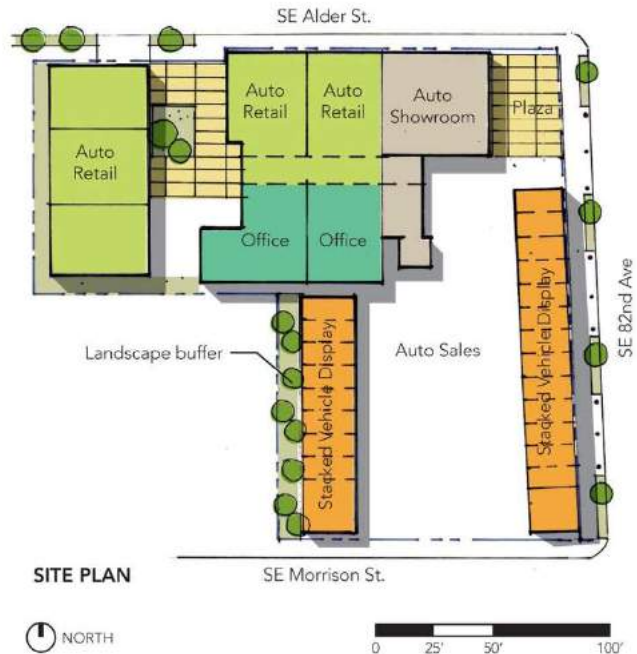 SE Alder St.
Auto
Retail
Auto
Retail
Auto
Showroom
Plaza
Auto
Retail
Office
Office
SE 82nd Ave
Stacked Vehicle Display
Landscape buffer
Auto Sales
Stacked Vehicle Display
SITE PLAN
SE Morrison St.
NORTH
0 25' 50' 100'